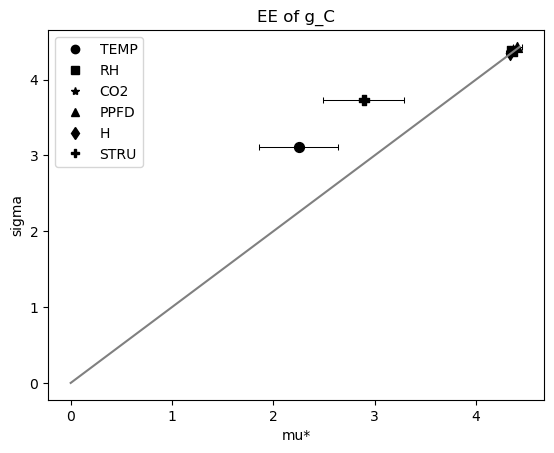 EE of g_C
TEMP
RH
CO2
PPFD
H
STRU
4
3
2
1
0
sigma
0 1 2 3 4
mu*